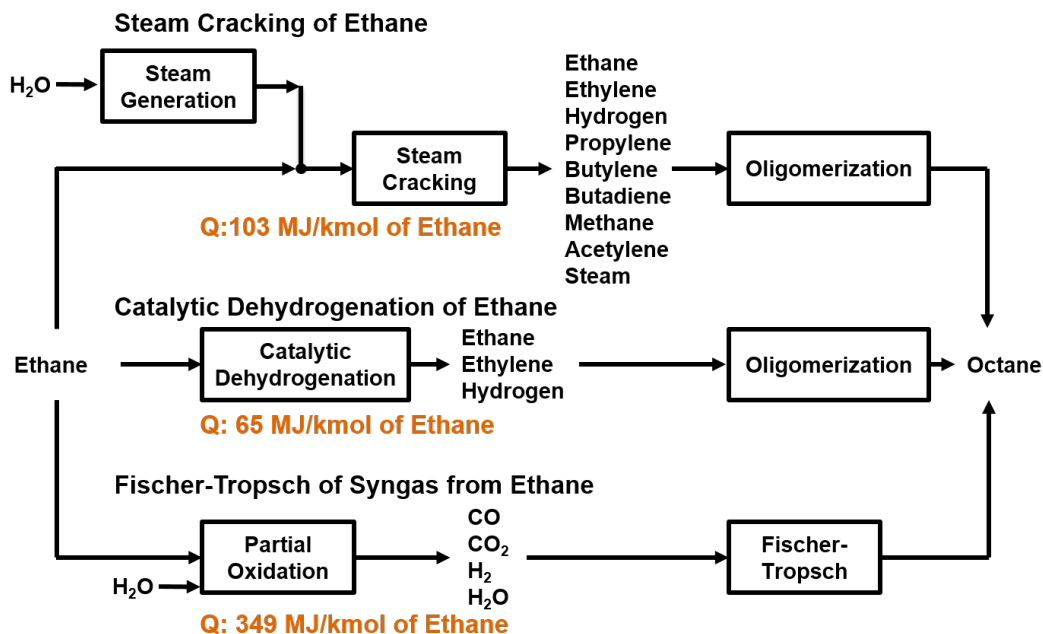 Steam Cracking of Ethane
H₂O
Steam
Generation
Steam
Cracking
Q:103 MJ/kmol of Ethane
Ethane
Ethylene
Hydrogen
Propylene
Butylene
Butadiene
Methane
Acetylene
Steam
Oligomerization
Catalytic Dehydrogenation of Ethane
Ethane
Catalytic
Dehydrogenation
Q: 65 MJ/kmol of Ethane
Ethane
Ethylene
Hydrogen
Oligomerization
Octane
Fischer-Tropsch of Syngas from Ethane
H₂O
Partial
Oxidation
Q: 349 MJ/kmol of Ethane
CO
CO₂
H₂
H₂O
Fischer-
Tropsch